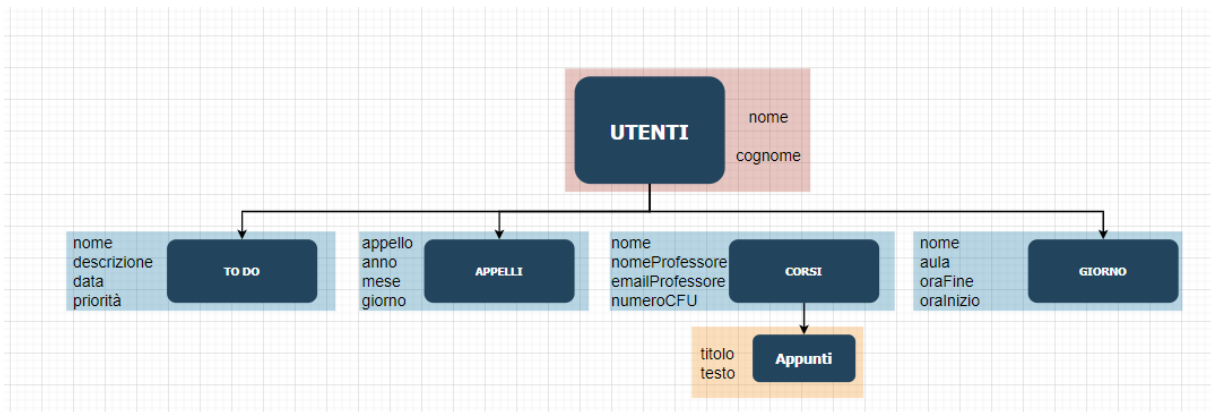 UTENTI
nome
cognome
nome
descrizione
data
priorità
TO DO
appello
anno
mese
giorno
APPELLI
nome
nomeProfessore
emailProfessore
numeroCFU
CORSI
nome
aula
oraFine
oraInizio
GIORNO
titolo
testo
Appunti